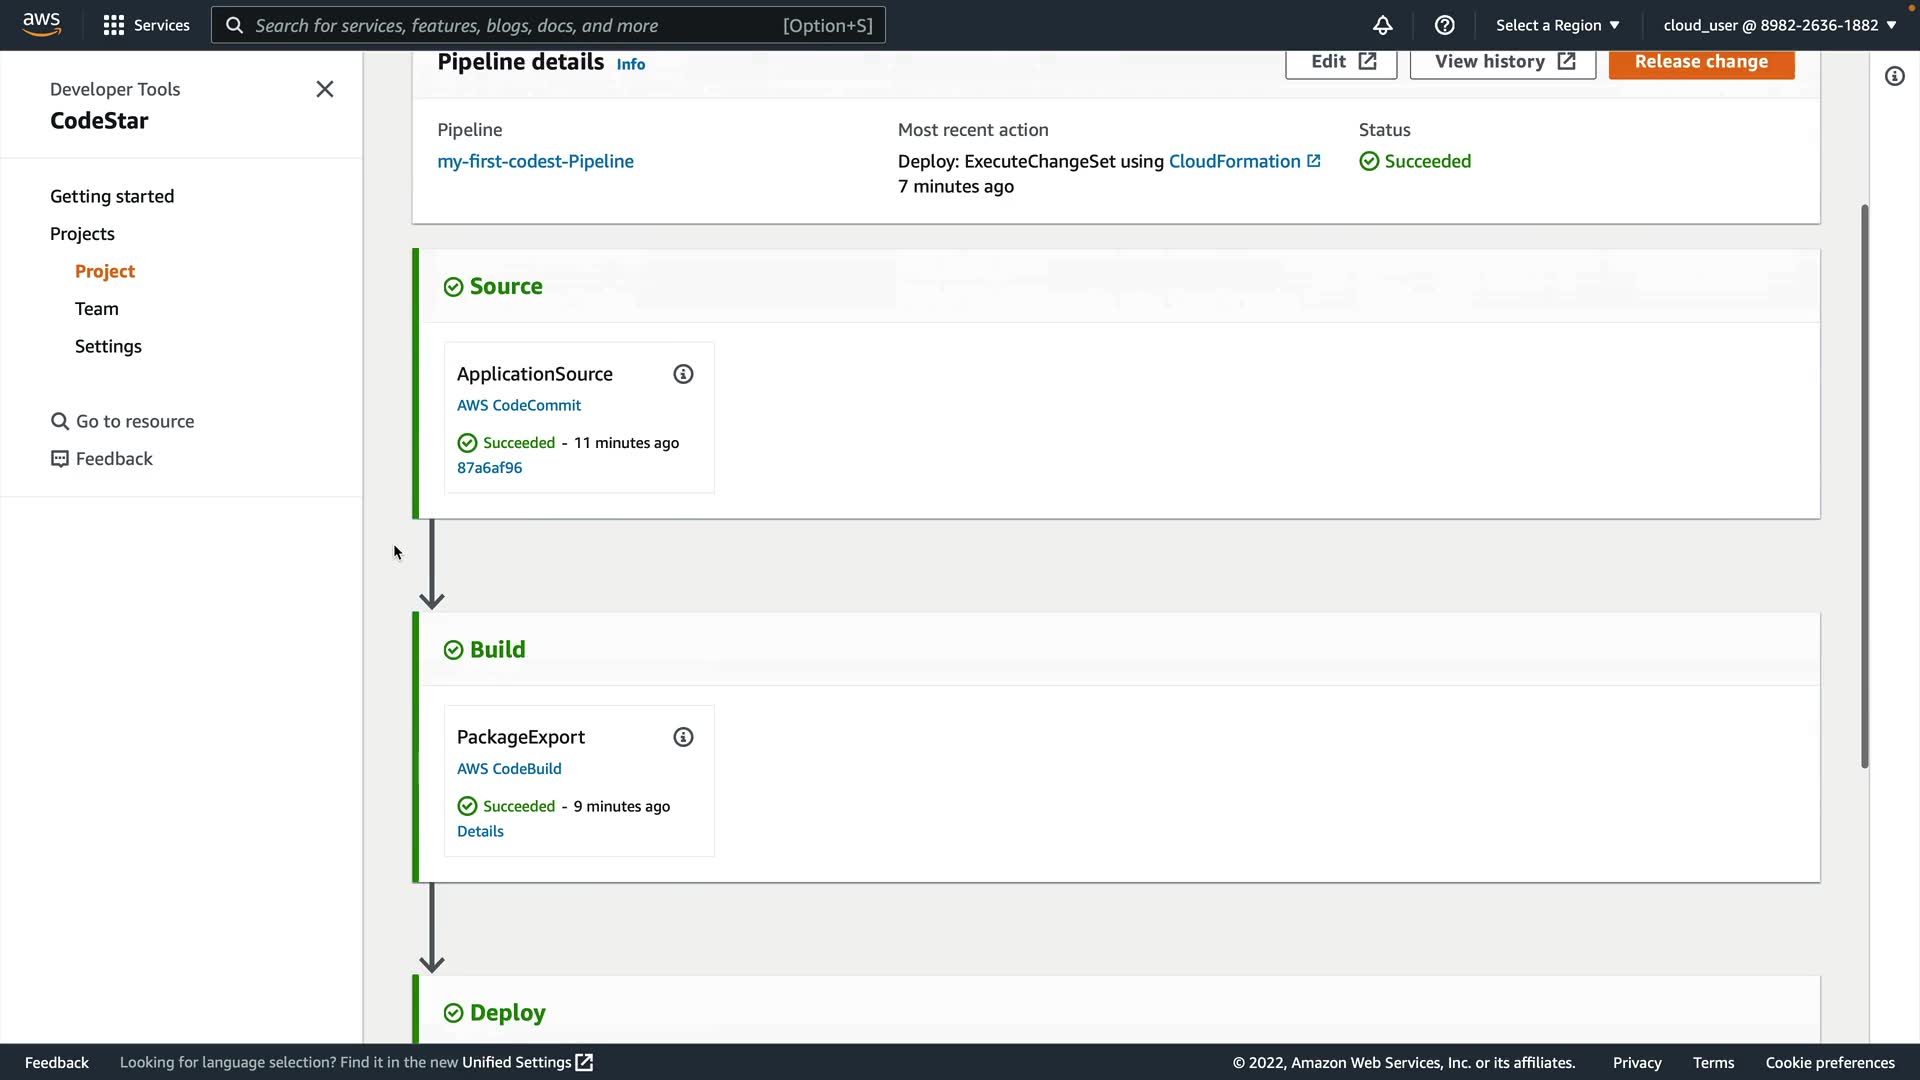 aws
Services
Search for services, features, blogs, docs, and more
[Option+S]
Select a Region
cloud_user @ 8982-2636-1882
Developer Tools
CodeStar
Getting started
Projects
Project
Team
Settings
Go to resource
Feedback
Pipeline details Info
Edit
View history
Release change
Pipeline
my-first-codest-Pipeline
Most recent action
Deploy: ExecuteChangeSet using CloudFormation
7 minutes ago
Status
Succeeded
Source
ApplicationSource
AWS CodeCommit
Succeeded - 11 minutes ago
87a6af96
Build
PackageExport
AWS CodeBuild
Succeeded - 9 minutes ago
Details
Deploy
Feedback
Looking for language selection? Find it in the new Unified Settings
© 2022, Amazon Web Services, Inc. or its affiliates.
Privacy
Terms
Cookie preferences